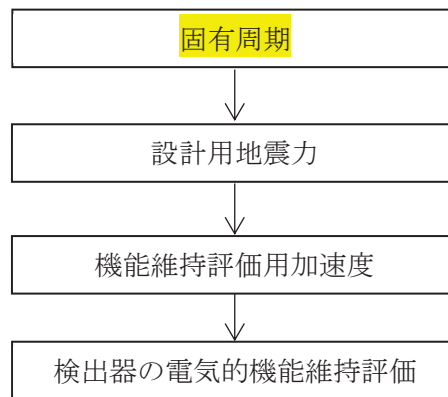 固有周期
設計用地震力
機能維持評価用加速度
検出器の電気的機能維持評価